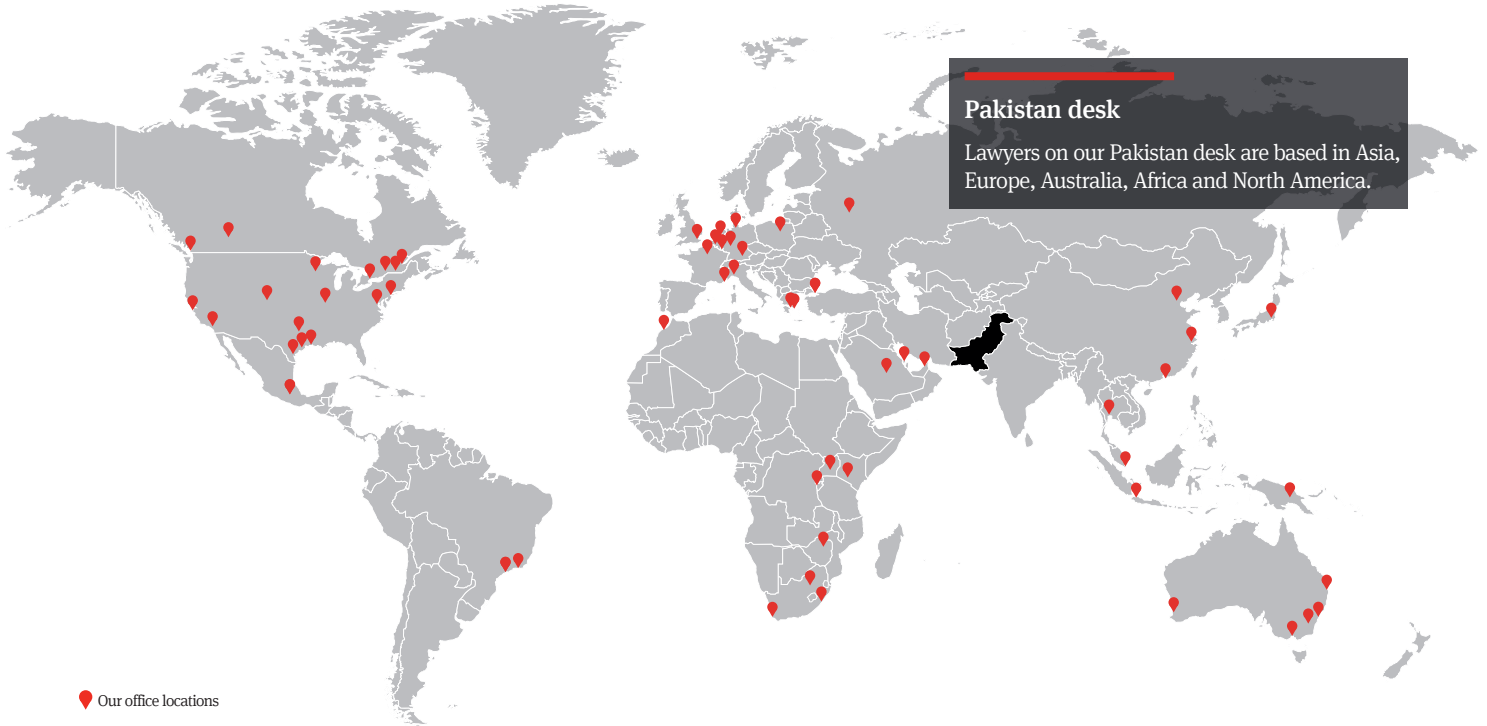 Pakistan desk
Lawyers on our Pakistan desk are based in Asia,
Europe, Australia, Africa and North America.
Our office locations